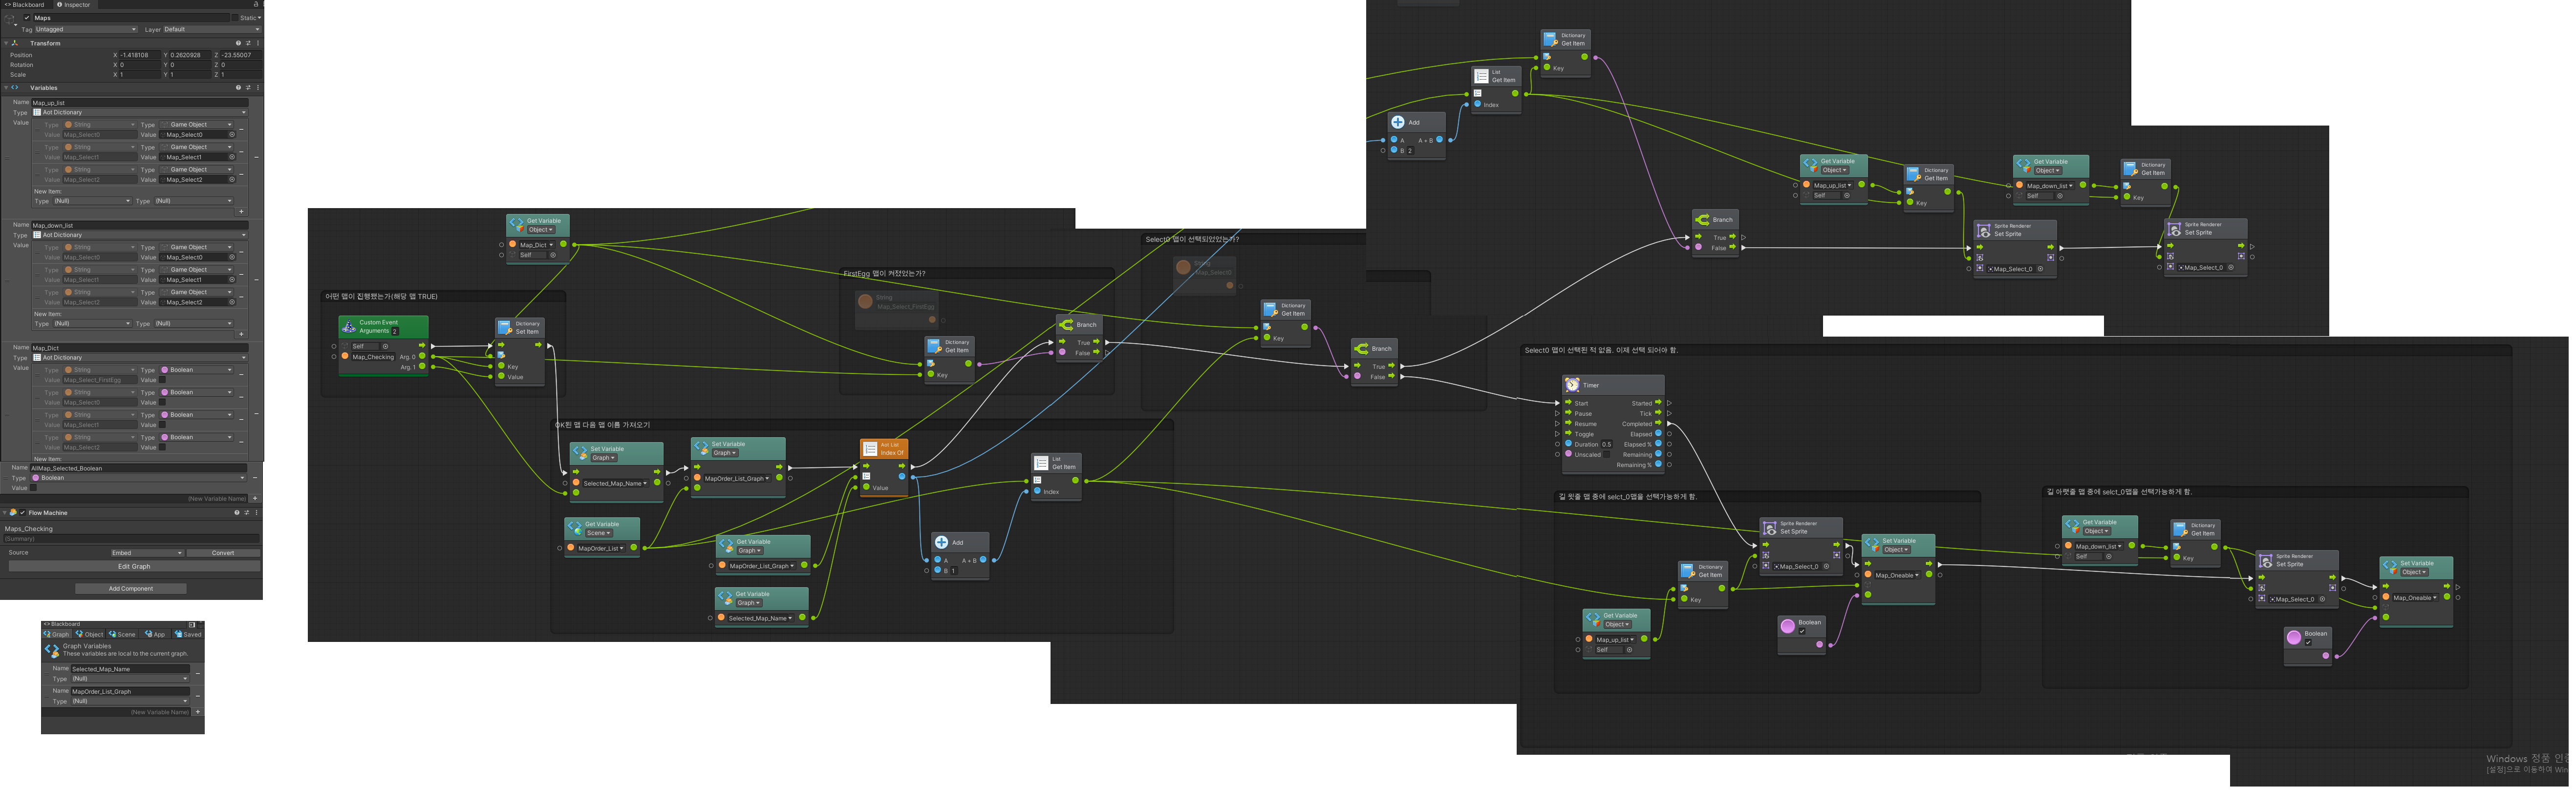 Blackboard
Inspector
Maps
Static
Tag Untagged
Layer Default
Transform
Position X -1.418108 Y 0.2620928 Z -23.55007
Rotation X 0 Y 0 Z 0
Scale X 1 Y 1 Z 1
Variables
Name Map_up_list
Type Aot Dictionary
Value Type String Type Game Object
Value Map_Select0 Value Map_Select0
Type String Type Game Object
Value Map_Select1 Value Map_Select1
Type String Type Game Object
Value Map_Select2 Value Map_Select2
New Item:
Type (Null) Type (Null)
Name Map_down_list
Type Aot Dictionary
Value Type String Type Game Object
Value Map_Select0 Value Map_Select0
Type String Type Game Object
Value Map_Select1 Value Map_Select1
Type String Type Game Object
Value Map_Select2 Value Map_Select2
New Item:
Type (Null) Type (Null)
Name Map_Dict
Type Aot Dictionary
Value Type String Type Boolean
Value Map_Select_FirstEgg Value
Type String Type Boolean
Value Map_Select0 Value
Type String Type Boolean
Value Map_Select1 Value
Type String Type Boolean
Value Map_Select2 Value
New Item:
Name AllMap_Selected_Boolean
Type Boolean
Value
(New Variable Name)
Flow Machine
Maps_Checking
(Summary)
Source Embed Convert
Edit Graph
Add Component
Blackboard
Graph Object Scene App Saved
Graph Variables
These variables are local to the current graph.
Name Selected_Map_Name
Type (Null)
Name MapOrder_List_Graph
Type (Null)
(New Variable Name)
Get Variable
Object
Map_Dict
Self
어떤 맵이 진행했는가(해당 맵 TRUE)
Custom Event
Arguments 2
Self
Map_Checking Arg. 0
Arg. 1
Dictionary
Set Item
Key
Value
FirstEgg 맵이 켜졌었는가?
String
Map_Select_FirstEgg
Dictionary
Get Item
Key
Branch
True
False
Select0 맵이 선택되었었는가?
String
Map_Select0
Dictionary
Get Item
Key
Branch
True
False
OK된 맵 다음 맵 이름 가져오기
Set Variable
Graph
Selected_Map_Name
Set Variable
Graph
MapOrder_List_Graph
Get Variable
Scene
MapOrder_List
Get Variable
Graph
MapOrder_List_Graph
Get Variable
Graph
Selected_Map_Name
Aot List
Index Of
Value
Add
A A + B
B 1
List
Get Item
Index
Add
A A + B
B 2
List
Get Item
Index
Dictionary
Get Item
Key
Branch
True
False
Get Variable
Object
Map_up_list
Self
Dictionary
Get Item
Key
Sprite Renderer
Set Sprite
Map_Select_0
Get Variable
Object
Map_down_list
Self
Dictionary
Get Item
Key
Sprite Renderer
Set Sprite
Map_Select_0
Select0 맵이 선택된 적 없음. 이제 선택 되어야 함.
Timer
Start Started
Pause Tick
Resume Completed
Toggle Elapsed
Duration 0.5 Elapsed %
Unscaled Remaining
Remaining %
길 윗줄 맵 중에 selct_0맵을 선택가능하게 함.
Get Variable
Object
Map_up_list
Self
Dictionary
Get Item
Key
Sprite Renderer
Set Sprite
Map_Select_0
Boolean
Set Variable
Object
Map_Oneable
길 아랫줄 맵 중에 selct_0맵을 선택가능하게 함.
Get Variable
Object
Map_down_list
Self
Dictionary
Get Item
Key
Sprite Renderer
Set Sprite
Map_Select_0
Boolean
Set Variable
Object
Map_Oneable
Windows 정품 인
[설정]으로 이동하여 Win